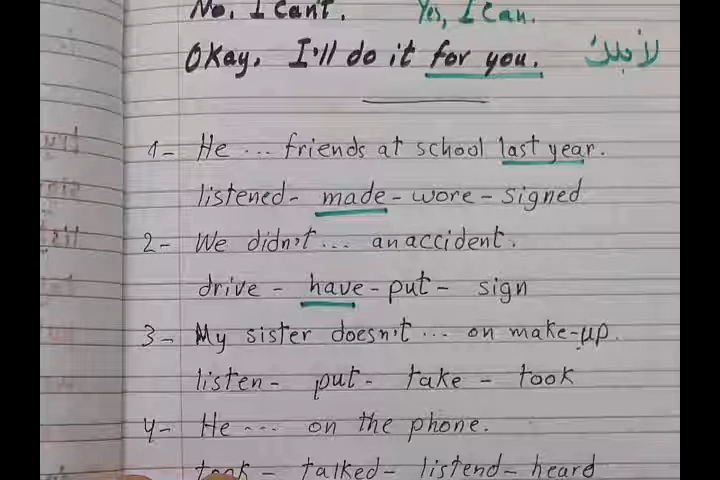 No, I can't. Yes, I can.
Okay, I'll do it for you. لأجلك
1- He ... friends at school last year.
listened- made- wore- signed
2- We didn't ... an accident.
drive - have- put- sign
3- My sister doesn't ... on make-up.
listen- put- take - took
4- He ... on the phone.
took - talked- listend- heard